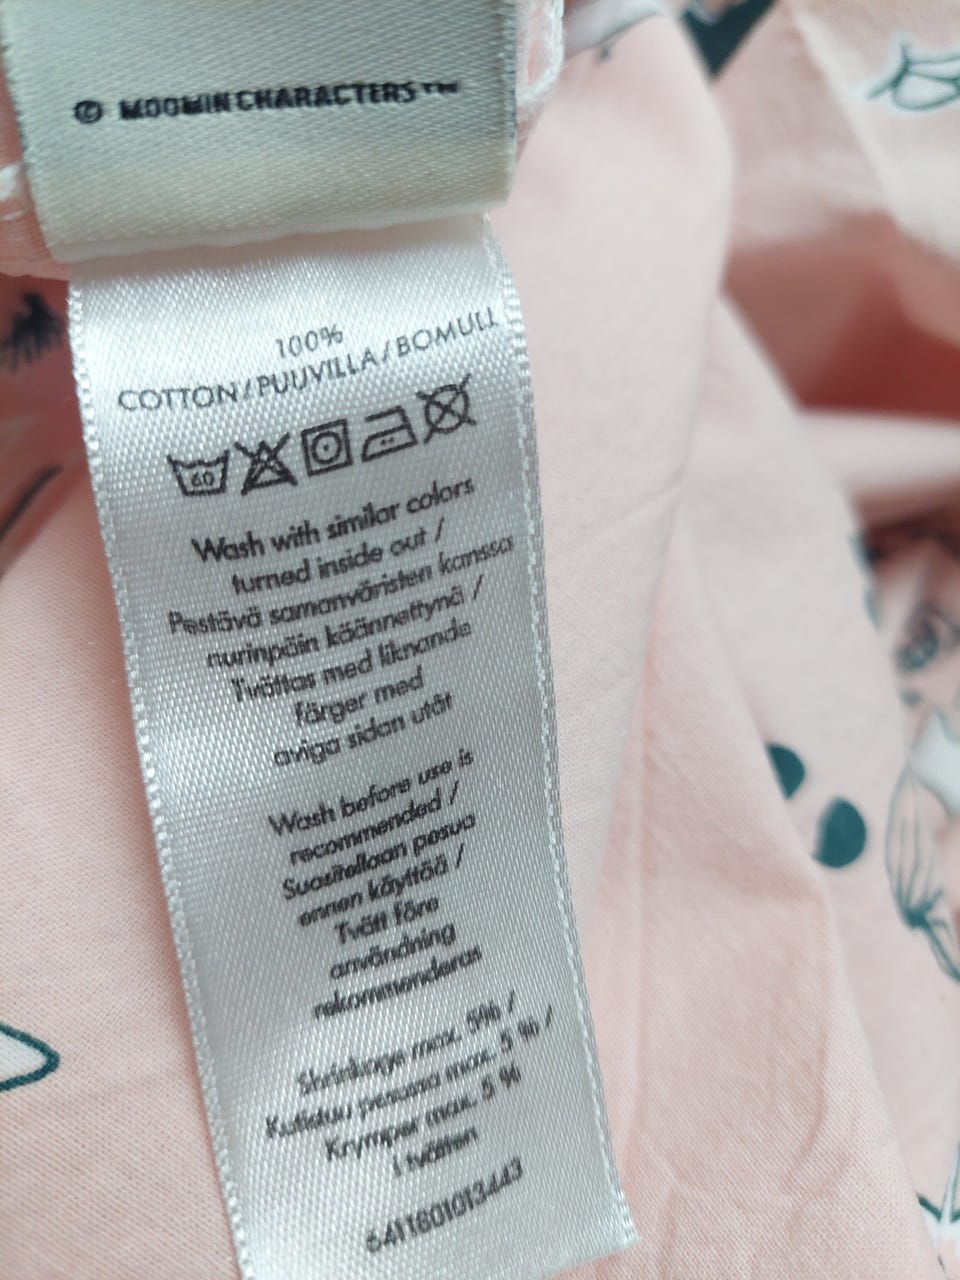 © MOOMIN CHARACTERS™
100%
COTTON/PUUVILLA/BOMULL
60
Wash with similar colors
turned inside out /
Pestävä samanväristen kanssa
nurinpäin käännettynä /
Tvättas med liknande
färger med
aviga sidan utåt
Wash before use is
recommended /
Suositellaan pesua
ennen käyttöä /
Tvätt före
användning
rekommenderas
Shrinkage max. 5% /
Kutistuu pesussa max. 5 % /
Krymper max. 5 %
i tvätten
6411801013443